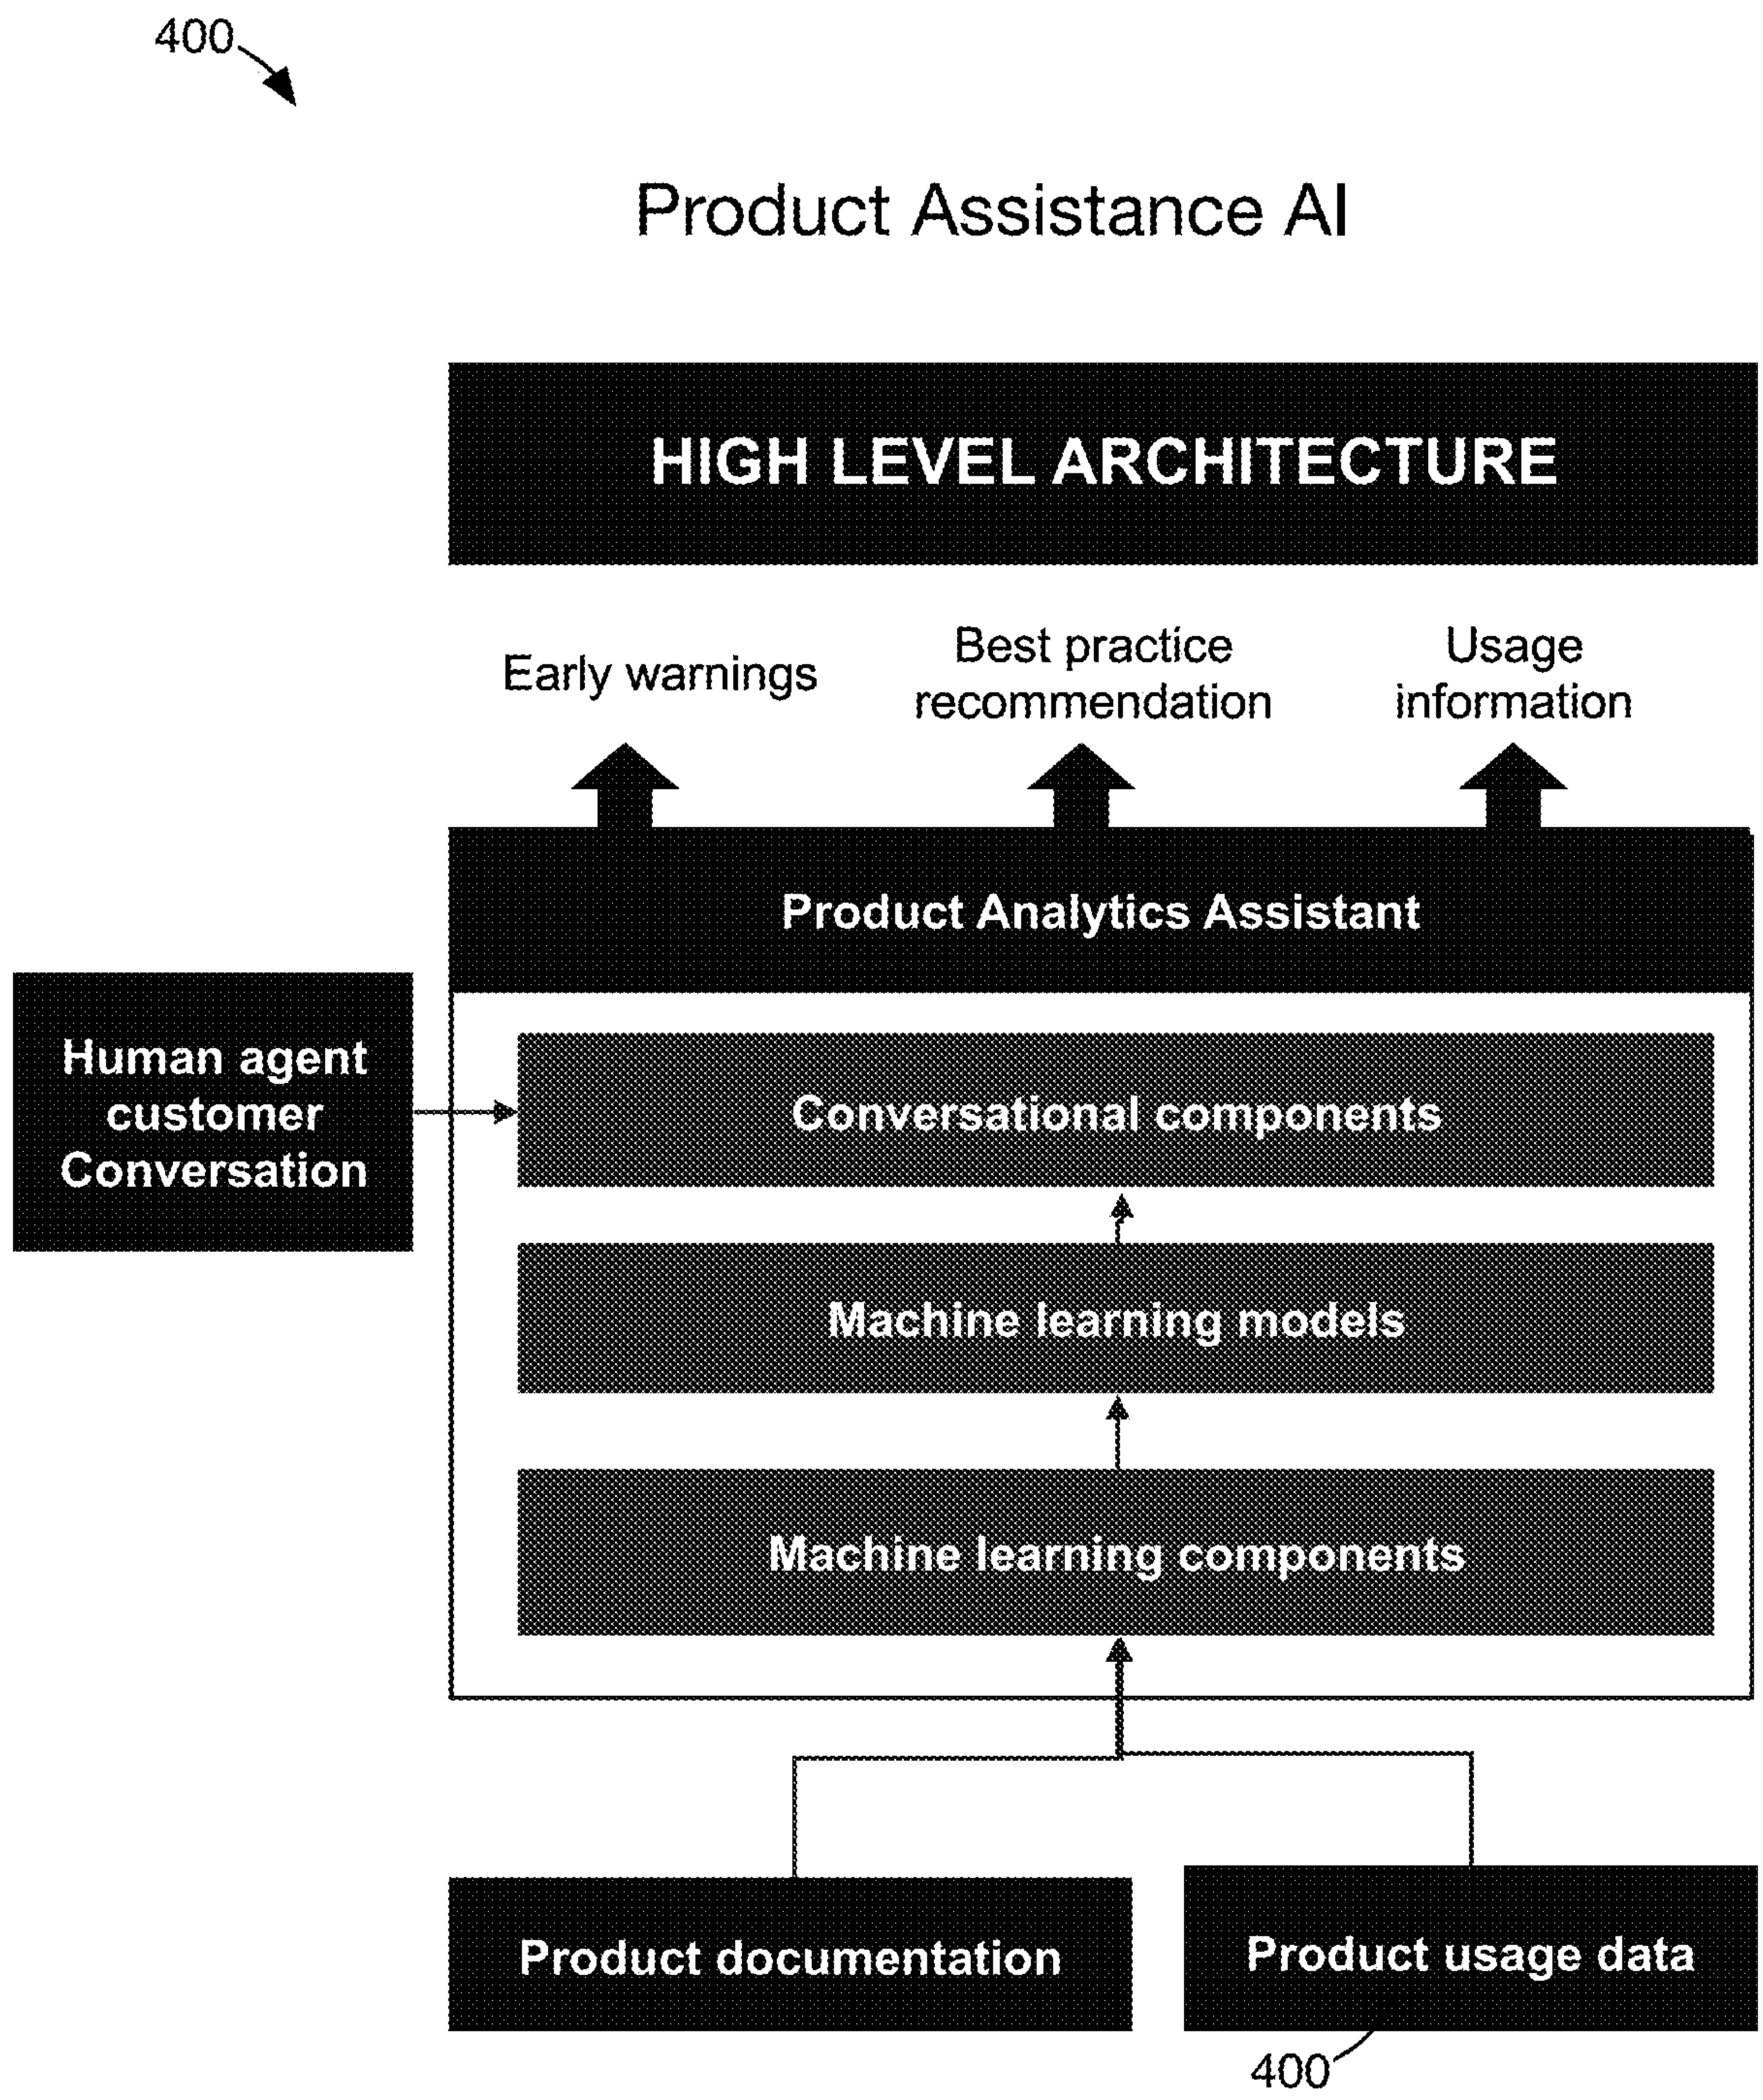 400
Product Assistance AI
HIGH LEVEL ARCHITECTURE
Early warnings
Best practice
recommendation
Usage
information
Product Analytics Assistant
Human agent
customer
Conversation
Conversational components
Machine learning models
Machine learning components
Product documentation
Product usage data
400